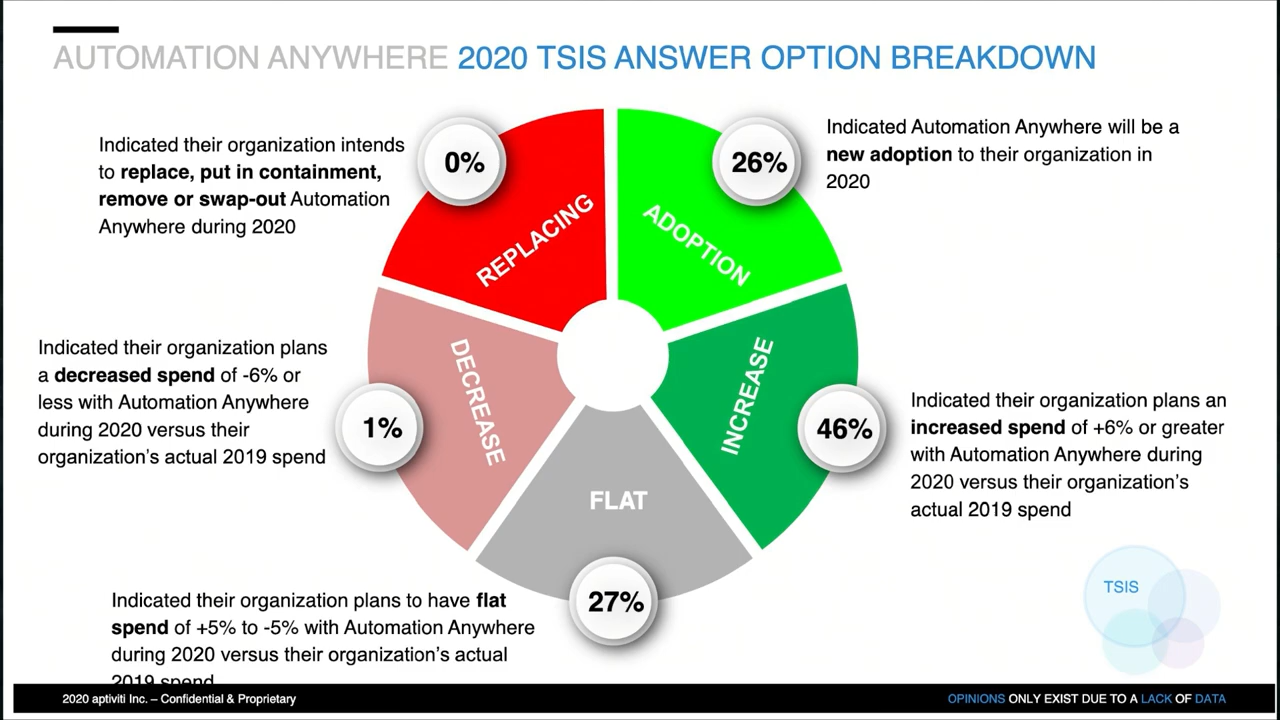 AUTOMATION ANYWHERE 2020 TSIS ANSWER OPTION BREAKDOWN
Indicated their organization intends
to replace, put in containment,
remove or swap-out Automation
Anywhere during 2020
0%
REPLACING
26%
ADOPTION
Indicated Automation Anywhere will be a
new adoption to their organization in
2020
Indicated their organization plans
a decreased spend of -6% or
less with Automation Anywhere
during 2020 versus their
organization's actual 2019 spend
1%
DECREASE
INCREASE
46%
Indicated their organization plans an
increased spend of +6% or greater
with Automation Anywhere during
2020 versus their organization's
actual 2019 spend
FLAT
27%
Indicated their organization plans to have flat
spend of +5% to -5% with Automation Anywhere
during 2020 versus their organization's actual
2019 spend
TSIS
2020 aptiviti Inc. – Confidential & Proprietary
OPINIONS ONLY EXIST DUE TO A LACK OF DATA